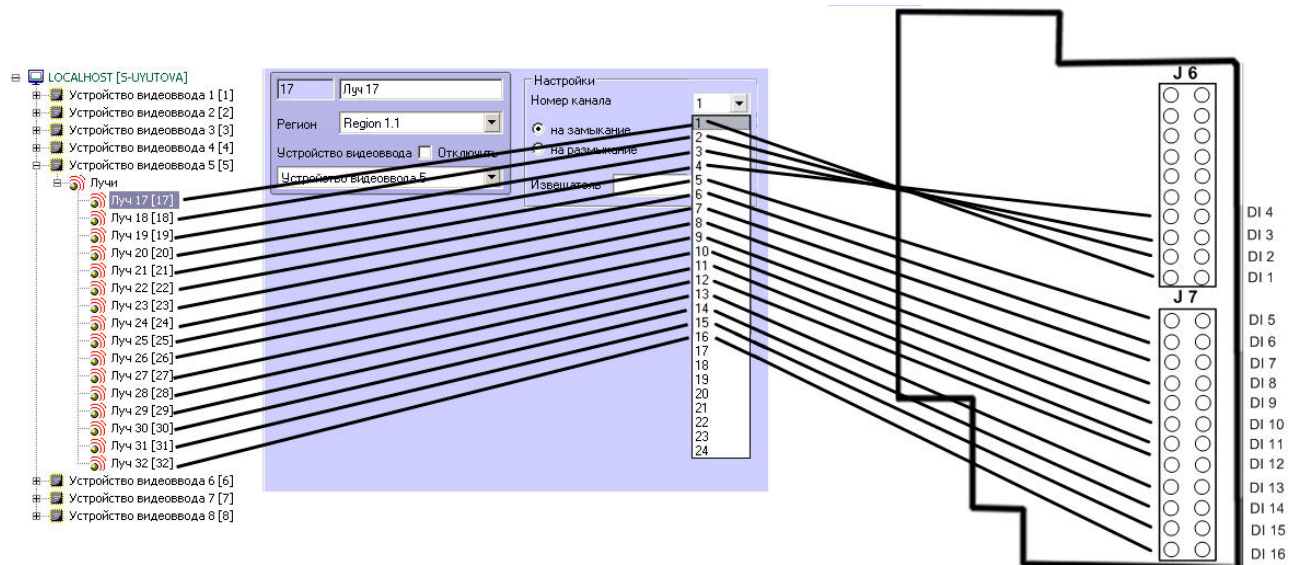 LOCALHOST [S-UYUTOVA]
Устройство видеоввода 1 [1]
Устройство видеоввода 2 [2]
Устройство видеоввода 3 [3]
Устройство видеоввода 4 [4]
Устройство видеоввода 5 [5]
Лучи
Луч 17 [17]
Луч 18 [18]
Луч 19 [19]
Луч 20 [20]
Луч 21 [21]
Луч 22 [22]
Луч 23 [23]
Луч 24 [24]
Луч 25 [25]
Луч 26 [26]
Луч 27 [27]
Луч 28 [28]
Луч 29 [29]
Луч 30 [30]
Луч 31 [31]
Луч 32 [32]
Устройство видеоввода 6 [6]
Устройство видеоввода 7 [7]
Устройство видеоввода 8 [8]
17 Луч 17
Регион Region 1.1
Устройство видеоввода Отключить
Устройство видеоввода 5
Настройки
Номер канала 1
на замыкание
на размыкание
Извещатель
1
2
3
4
5
6
7
8
9
10
11
12
13
14
15
16
17
18
19
20
21
22
23
24
J 6
DI 4
DI 3
DI 2
DI 1
J 7
DI 5
DI 6
DI 7
DI 8
DI 9
DI 10
DI 11
DI 12
DI 13
DI 14
DI 15
DI 16